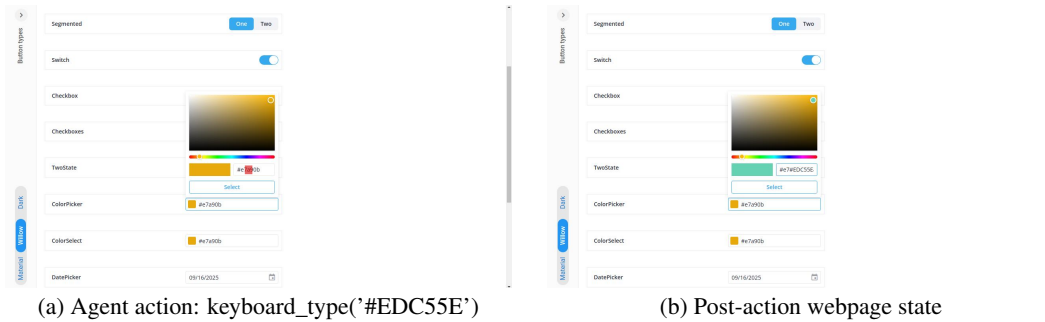 Button types
Segmented
One Two
Switch
Checkbox
Checkboxes
TwoState
Select
Dark
ColorPicker
#e7a90b
Willow
ColorSelect
#e7a90b
Material
DatePicker
09/16/2025
(a) Agent action: keyboard_type('#EDC55E')
Button types
Segmented
One Two
Switch
Checkbox
Checkboxes
TwoState
#e7#EDC55E
Select
Dark
ColorPicker
#e7a90b
Willow
ColorSelect
#e7a90b
Material
DatePicker
09/16/2025
(b) Post-action webpage state